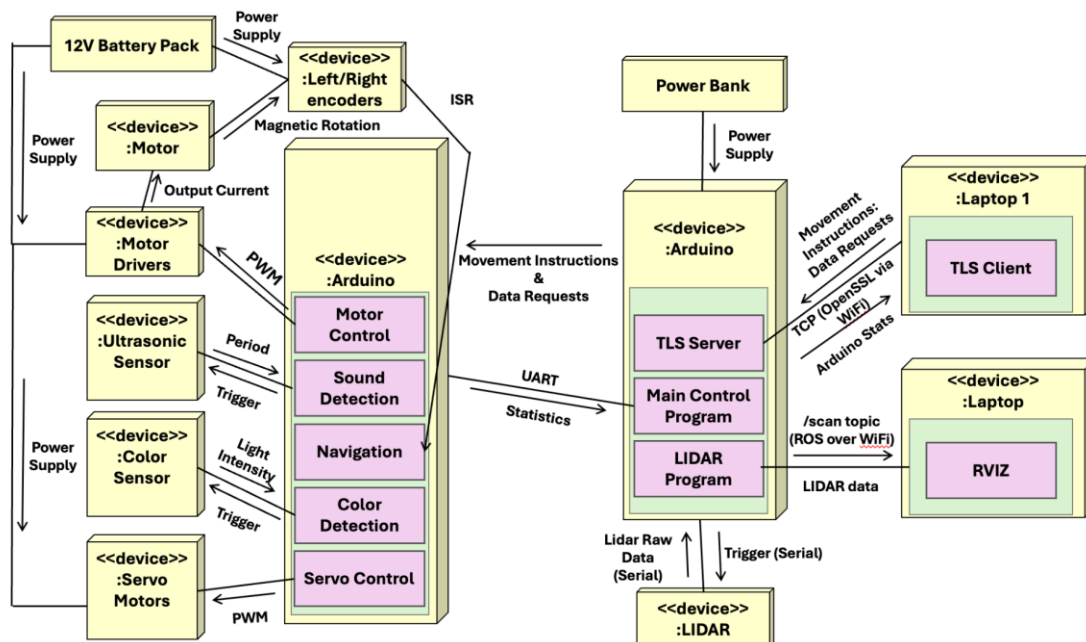 12V Battery Pack
Power
Supply
<<device>>
:Left/Right
encoders
ISR
Power Bank
Power
Supply
Power
Supply
<<device>>
:Motor
Magnetic Rotation
Output Current
<<device>>
:Motor
Drivers
PWM
<<device>>
:Arduino
Motor
Control
Sound
Detection
Navigation
Color
Detection
Servo Control
<<device>>
:Ultrasonic
Sensor
Period
Trigger
Power
Supply
<<device>>
:Color
Sensor
Light
Intensity
Trigger
<<device>>
:Servo
Motors
PWM
Movement Instructions
&
Data Requests
UART
Statistics
<<device>>
:Arduino
TLS Server
Main Control
Program
LIDAR
Program
Movement
Instructions:
Data Requests
TCP (OpenSSL via
WiFi)
Arduino Stats
<<device>>
:Laptop 1
TLS Client
<<device>>
:Laptop
RVIZ
/scan topic
(ROS over WiFi)
LIDAR data
Lidar Raw
Data
(Serial)
Trigger (Serial)
<<device>>
:LIDAR